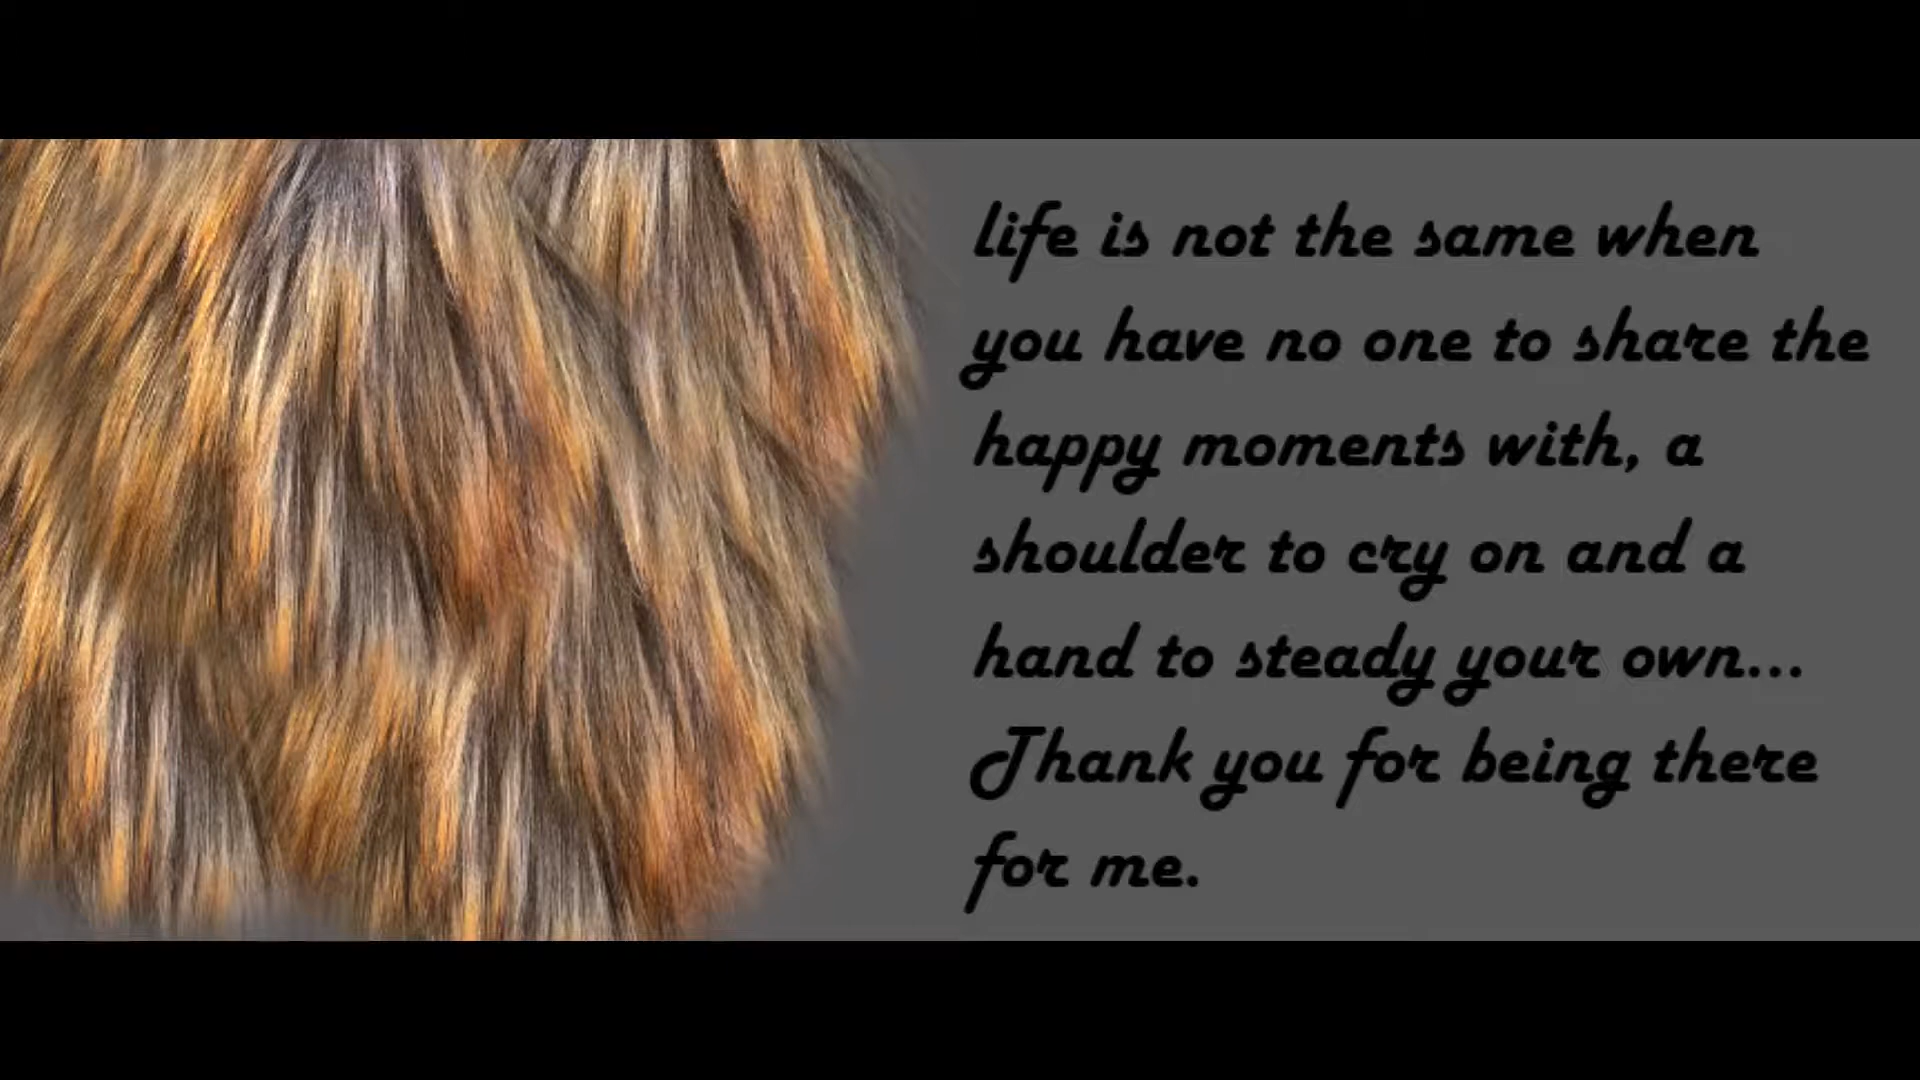 life is not the same when
you have no one to share the
happy moments with, a
shoulder to cry on and a
hand to steady your own...
Thank you for being there
for me.